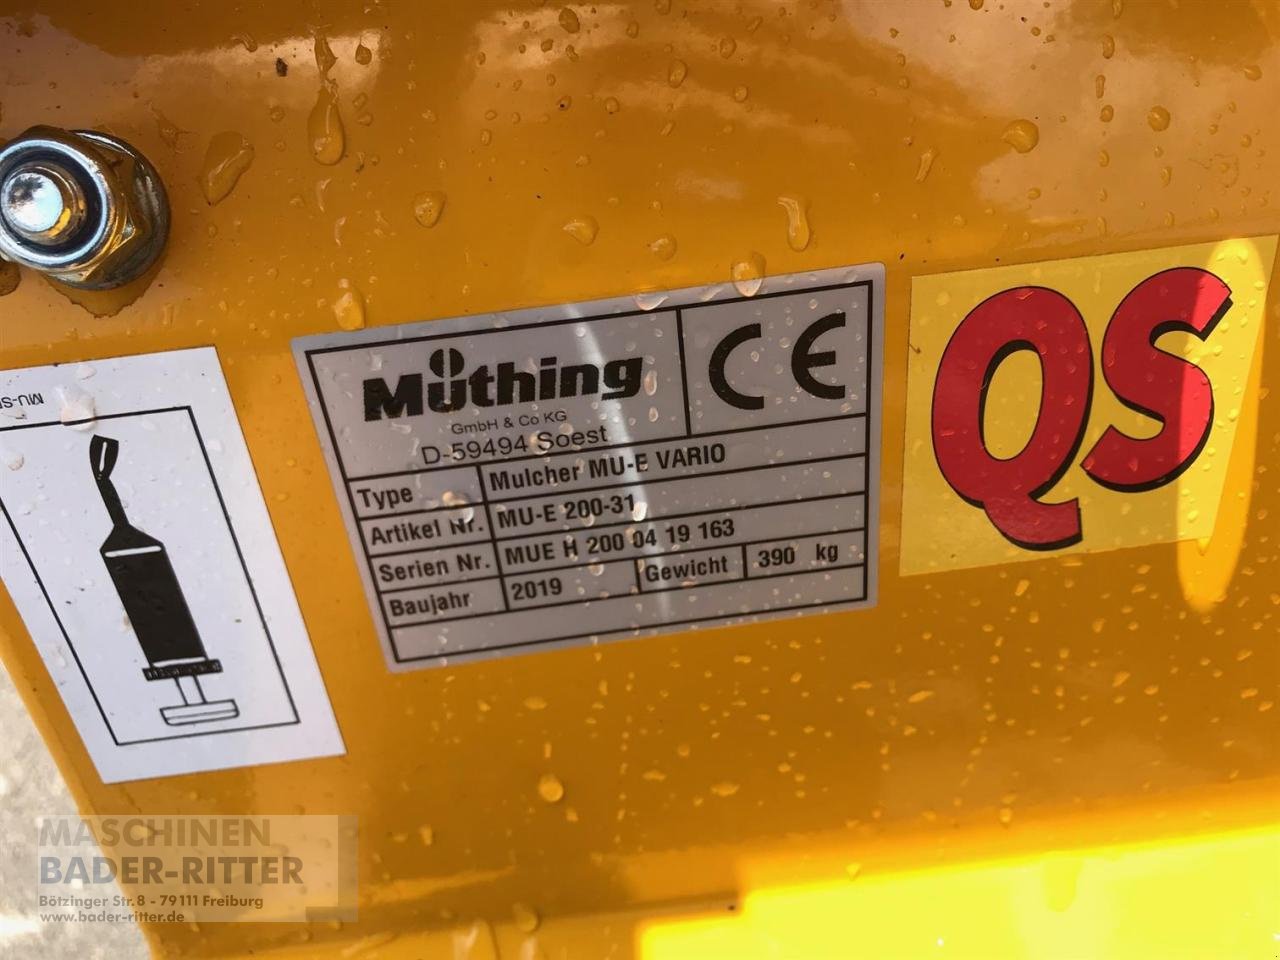 Müthing
GmbH & Co KG
D-59494 Soest
CE
Type Mulcher MU-E VARIO
Artikel Nr. MU-E 200-31
Serien Nr. MUE H 200 04 19 163
Baujahr 2019 Gewicht 390 kg
QS
MASCHINEN
BADER-RITTER
Bötzinger Str.8 - 79111 Freiburg
www.bader-ritter.de